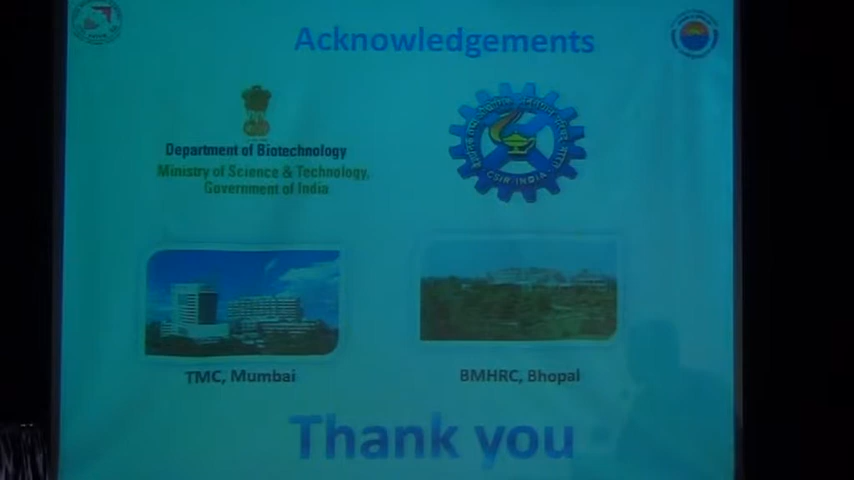 Acknowledgements
Department of Biotechnology
Ministry of Science & Technology,
Government of India
CSIR INDIA
TMC, Mumbai
BMHRC, Bhopal
Thank you